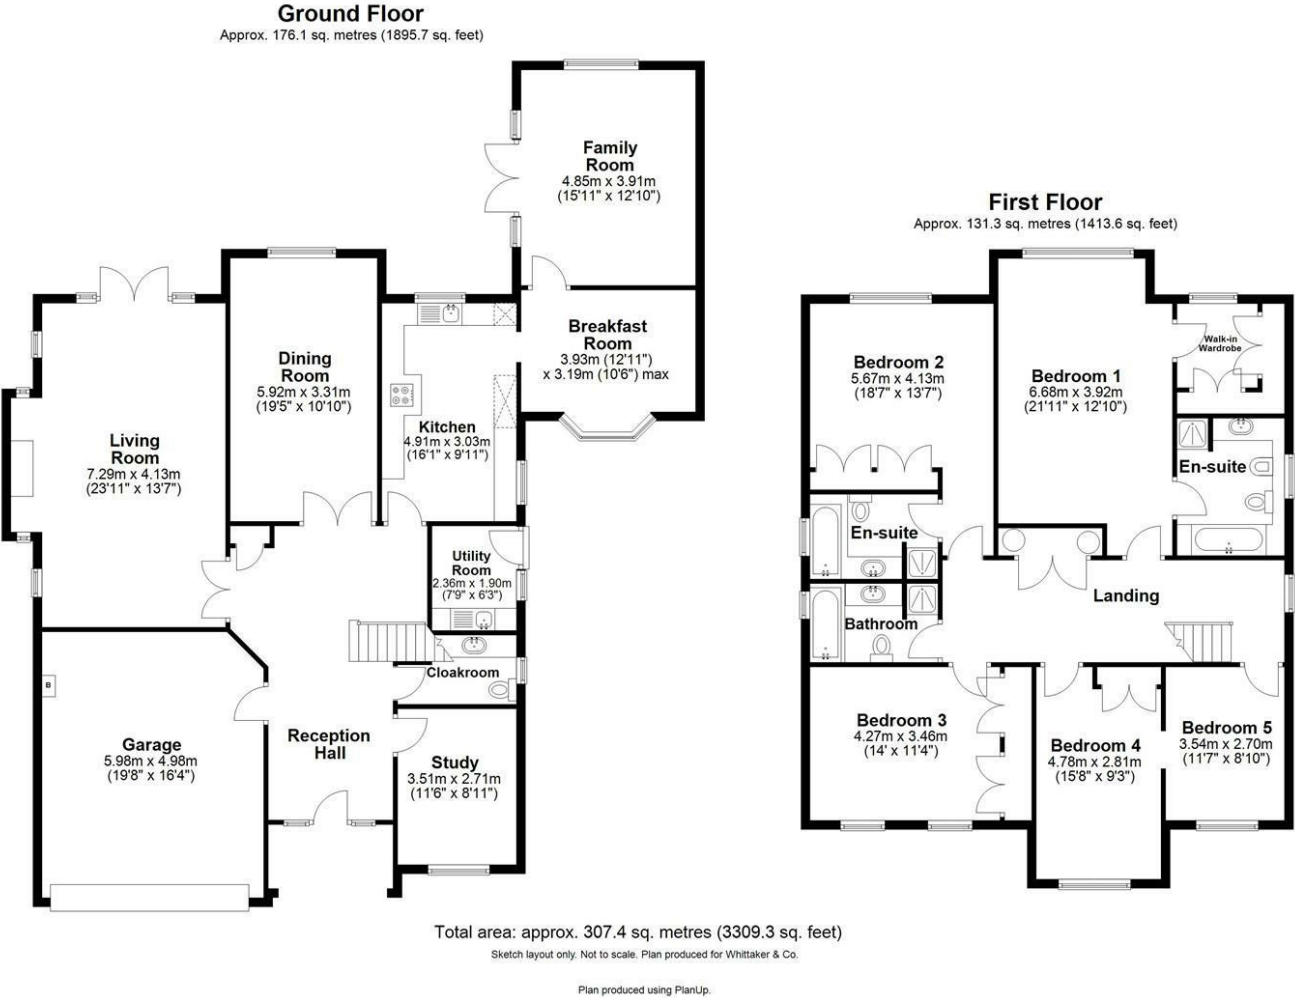 Ground Floor
Approx. 176.1 sq. metres (1895.7 sq. feet)
Family
Room
4.85m x 3.91m
(15'11" x 12'10")
Breakfast
Room
3.93m (12'11")
x 3.19m (10'6") max
Dining
Room
5.92m x 3.31m
(19'5" x 10'10")
Kitchen
4.91m x 3.03m
(16'1" x 9'11")
Living
Room
7.29m x 4.13m
(23'11" x 13'7")
Utility
Room
2.36m x 1.90m
(7'9" x 6'3")
Cloakroom
B
Garage
5.98m x 4.98m
(19'8" x 16'4")
Reception
Hall
Study
3.51m x 2.71m
(11'6" x 8'11")
First Floor
Approx. 131.3 sq. metres (1413.6 sq. feet)
Walk-in
Wardrobe
Bedroom 2
5.67m x 4.13m
(18'7" x 13'7")
Bedroom 1
6.68m x 3.92m
(21'11" x 12'10")
En-suite
En-suite
Landing
Bathroom
Bedroom 3
4.27m x 3.46m
(14' x 11'4")
Bedroom 4
4.78m x 2.81m
(15'8" x 9'3")
Bedroom 5
3.54m x 2.70m
(11'7" x 8'10")
Total area: approx. 307.4 sq. metres (3309.3 sq. feet)
Sketch layout only. Not to scale. Plan produced for Whittaker & Co.
Plan produced using PlanUp.